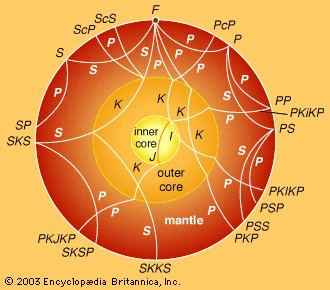 F
ScS
PcP
ScP
P
S
P
P
P
P
P
P
S
S
S
P
PP
K
K
K
PKiKP
K
inner
core
I
K
PS
SP
S
S
SKS
J
K
outer
core
P
P
PKIKP
P
P
PSP
mantle
PSS
PKJKP
S
PKP
SKSP
SKKS
© 2003 Encyclopædia Britannica, Inc.